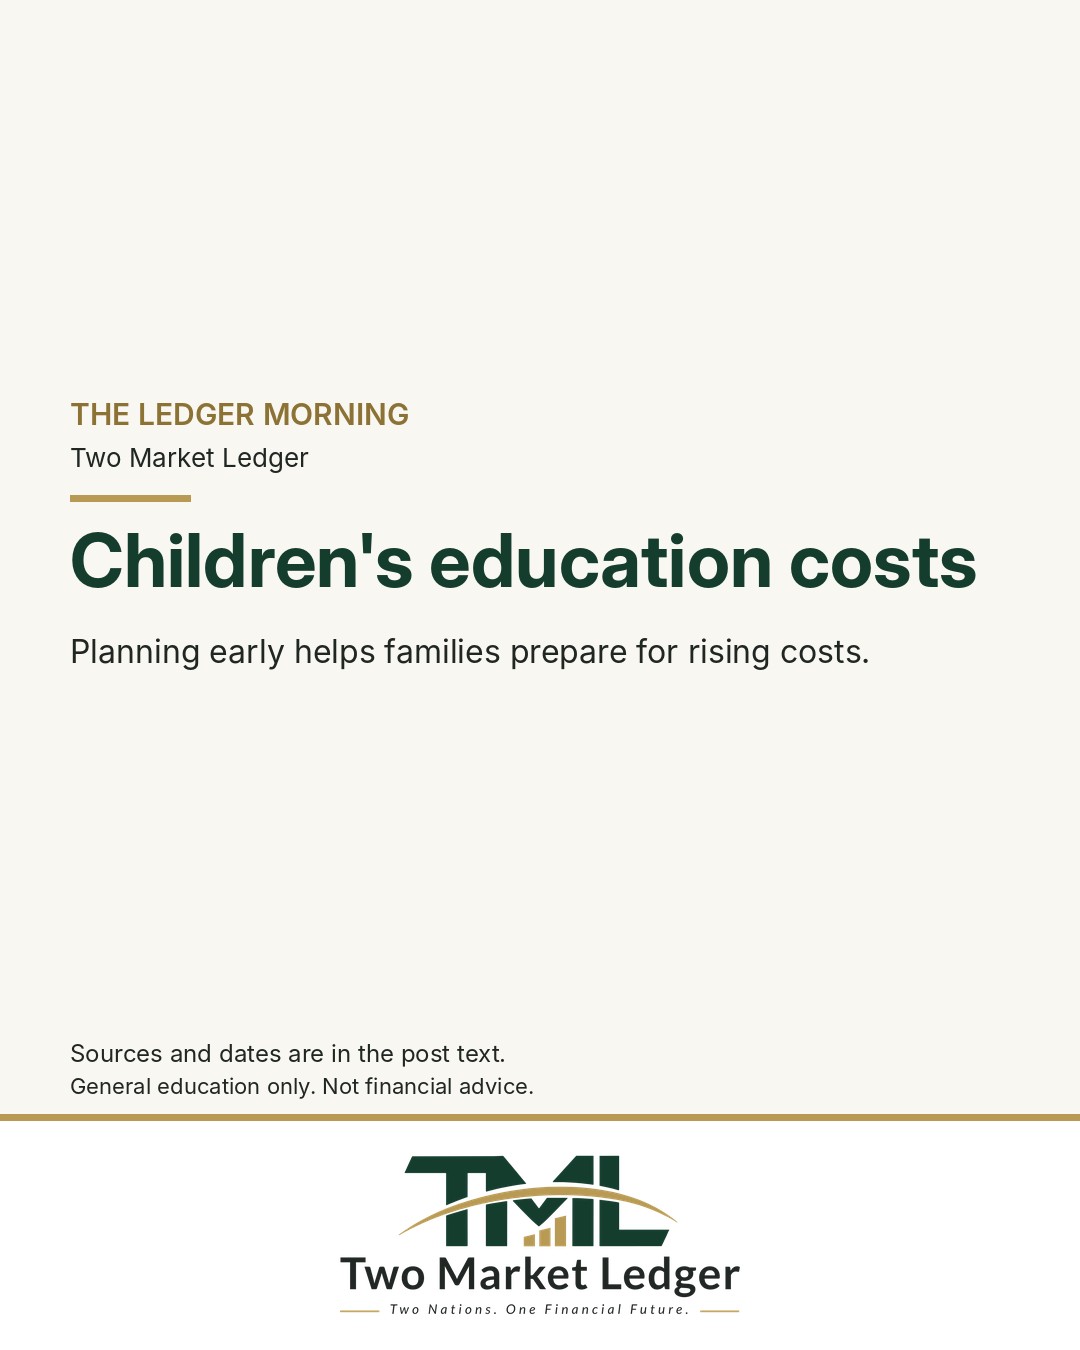 THE LEDGER MORNING
Two Market Ledger
Children's education costs
Planning early helps families prepare for rising costs.
Sources and dates are in the post text.
General education only. Not financial advice.
TML
Two Market Ledger
Two Nations. One Financial Future.